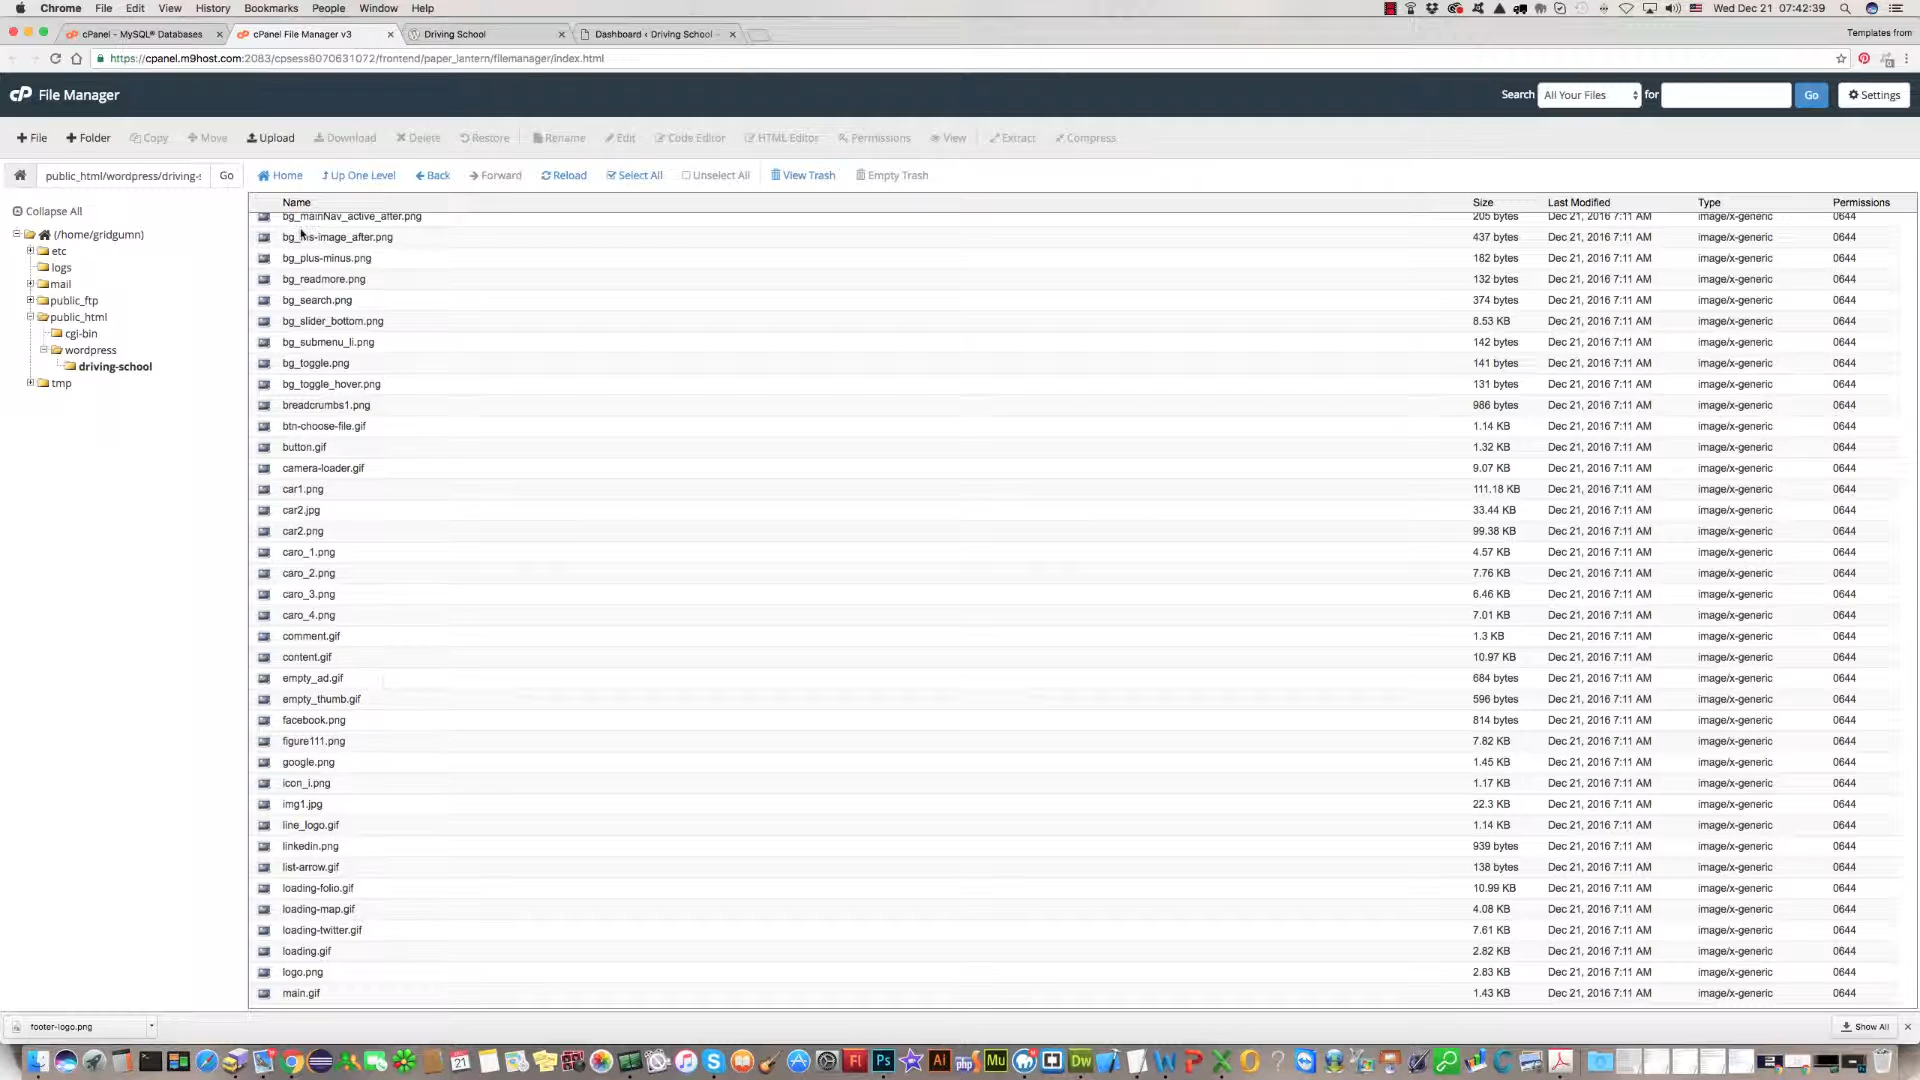 Chrome File Edit View History Bookmarks People Window Help Wed Dec 21 07:42:39
cPanel - MySQL® Databases cPanel File Manager v3 Driving School Dashboard ‹ Driving School — Templates from
https://cpanel.m9host.com:2083/cpsess8070631072/frontend/paper_lantern/filemanager/index.html
cP File Manager Search All Your Files for Go Settings
File Folder Copy Move Upload Download Delete Restore Rename Edit Code Editor HTML Editor Permissions View Extract Compress
public_html/wordpress/driving-s Go Home Up One Level Back Forward Reload Select All Unselect All View Trash Empty Trash
Collapse All
(/home/gridgumn)
etc
logs
mail
public_ftp
public_html
cgi-bin
wordpress
driving-school
tmp
Name Size Last Modified Type Permissions
bg_mainNav_active_after.png 205 bytes Dec 21, 2016 7:11 AM image/x-generic 0644
-image_after.png 437 bytes Dec 21, 2016 7:11 AM image/x-generic 0644
bg_plus-minus.png 182 bytes Dec 21, 2016 7:11 AM image/x-generic 0644
bg_readmore.png 132 bytes Dec 21, 2016 7:11 AM image/x-generic 0644
bg_search.png 374 bytes Dec 21, 2016 7:11 AM image/x-generic 0644
bg_slider_bottom.png 8.53 KB Dec 21, 2016 7:11 AM image/x-generic 0644
bg_submenu_li.png 142 bytes Dec 21, 2016 7:11 AM image/x-generic 0644
bg_toggle.png 141 bytes Dec 21, 2016 7:11 AM image/x-generic 0644
bg_toggle_hover.png 131 bytes Dec 21, 2016 7:11 AM image/x-generic 0644
breadcrumbs1.png 986 bytes Dec 21, 2016 7:11 AM image/x-generic 0644
btn-choose-file.gif 1.14 KB Dec 21, 2016 7:11 AM image/x-generic 0644
button.gif 1.32 KB Dec 21, 2016 7:11 AM image/x-generic 0644
camera-loader.gif 9.07 KB Dec 21, 2016 7:11 AM image/x-generic 0644
car1.png 111.18 KB Dec 21, 2016 7:11 AM image/x-generic 0644
car2.jpg 33.44 KB Dec 21, 2016 7:11 AM image/x-generic 0644
car2.png 99.38 KB Dec 21, 2016 7:11 AM image/x-generic 0644
caro_1.png 4.57 KB Dec 21, 2016 7:11 AM image/x-generic 0644
caro_2.png 7.76 KB Dec 21, 2016 7:11 AM image/x-generic 0644
caro_3.png 6.46 KB Dec 21, 2016 7:11 AM image/x-generic 0644
caro_4.png 7.01 KB Dec 21, 2016 7:11 AM image/x-generic 0644
comment.gif 1.3 KB Dec 21, 2016 7:11 AM image/x-generic 0644
content.gif 10.97 KB Dec 21, 2016 7:11 AM image/x-generic 0644
empty_ad.gif 684 bytes Dec 21, 2016 7:11 AM image/x-generic 0644
empty_thumb.gif 596 bytes Dec 21, 2016 7:11 AM image/x-generic 0644
facebook.png 814 bytes Dec 21, 2016 7:11 AM image/x-generic 0644
figure111.png 7.82 KB Dec 21, 2016 7:11 AM image/x-generic 0644
google.png 1.45 KB Dec 21, 2016 7:11 AM image/x-generic 0644
icon_i.png 1.17 KB Dec 21, 2016 7:11 AM image/x-generic 0644
img1.jpg 22.3 KB Dec 21, 2016 7:11 AM image/x-generic 0644
line_logo.gif 1.14 KB Dec 21, 2016 7:11 AM image/x-generic 0644
linkedin.png 939 bytes Dec 21, 2016 7:11 AM image/x-generic 0644
list-arrow.gif 138 bytes Dec 21, 2016 7:11 AM image/x-generic 0644
loading-folio.gif 10.99 KB Dec 21, 2016 7:11 AM image/x-generic 0644
loading-map.gif 4.08 KB Dec 21, 2016 7:11 AM image/x-generic 0644
loading-twitter.gif 7.61 KB Dec 21, 2016 7:11 AM image/x-generic 0644
loading.gif 2.82 KB Dec 21, 2016 7:11 AM image/x-generic 0644
logo.png 2.83 KB Dec 21, 2016 7:11 AM image/x-generic 0644
main.gif 1.43 KB Dec 21, 2016 7:11 AM image/x-generic 0644
footer-logo.png Show All
21 Fl Ps Ai php Mu Dw W P X